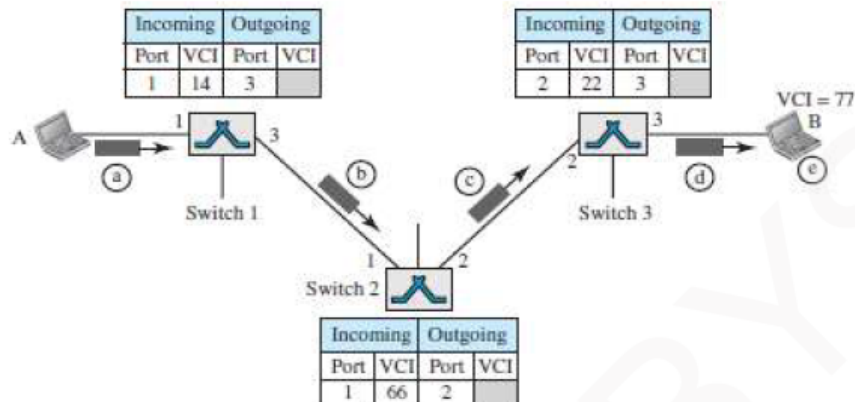 Incoming Outgoing
Port VCI Port VCI
1 14 3
Incoming Outgoing
Port VCI Port VCI
2 22 3
VCI = 77
A
1
3
a
Switch 1
b
c
2
3
B
d
e
Switch 3
1
2
Switch 2
Incoming Outgoing
Port VCI Port VCI
1 66 2